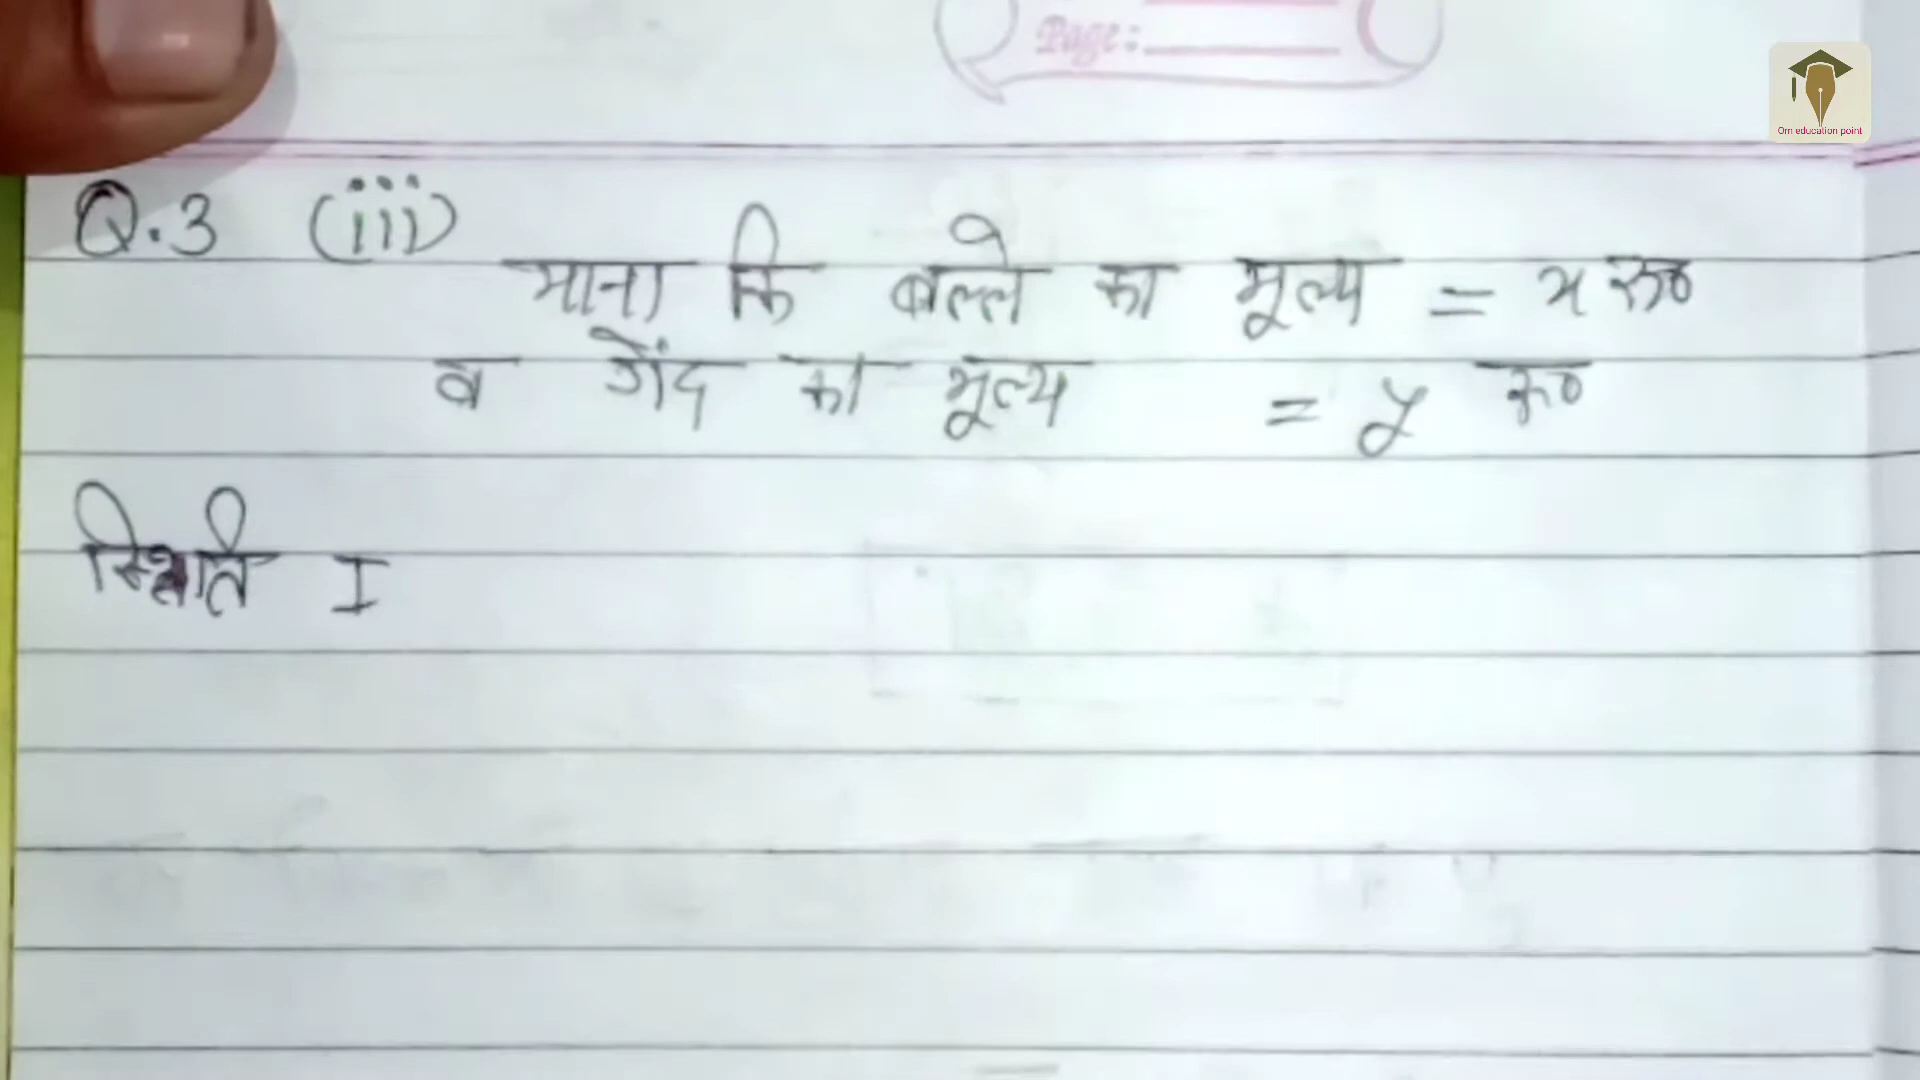 Page:
Om education point
Q.3 (iii)
माना कि बल्ले का मूल्य = x रु०
व गेंद का मूल्य = y रु०
स्थिति I